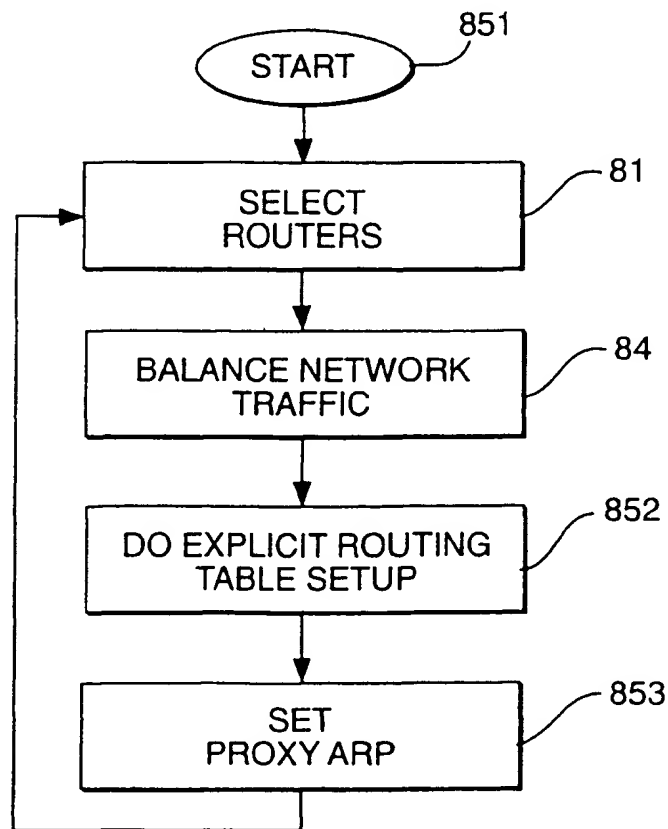 851
START
81
SELECT
ROUTERS
84
BALANCE NETWORK
TRAFFIC
852
DO EXPLICIT ROUTING
TABLE SETUP
853
SET
PROXY ARP